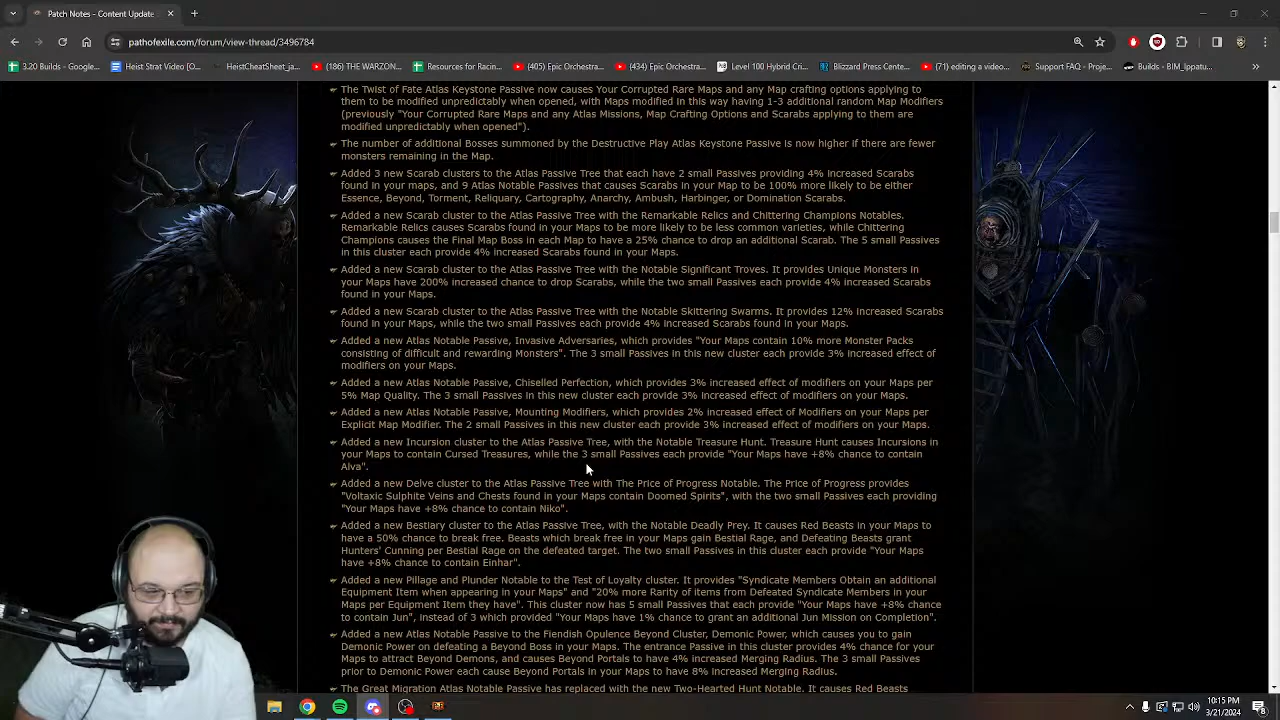 Twitch
pathofexile.com/forum/view-thread/3496784
3.20 Builds - Google...
Heist Strat Video (O...
HeistCheatSheet_ja...
(186) THE WARDON...
Resources for Racin...
(405) Epic Orchestra...
(434) Epic Orchestra...
Level 100 Hybrid Cr...
Blizzard Press Center...
(71) editing a video...
Support FAQ - Proje...
Builds - BIM_Ippatu...
The Twist of Fate Atlas Keystone Passive now causes Your Corrupted Rare Maps and any Map crafting options applying to
them to be modified unpredictably when opened, with Maps modified in this way having 1-3 additional random Map Modifiers
(previously "Your Corrupted Rare Maps and any Atlas Missions, Map Crafting Options and Scarabs applying to them are
modified unpredictably when opened").
The number of additional Bosses summoned by the Destructive Play Atlas Keystone Passive is now higher if there are fewer
monsters remaining in the Map.
Added 3 new Scarab clusters to the Atlas Passive Tree that each have 2 small Passives providing 4% increased Scarabs
found in your maps, and 9 Atlas Notable Passives that causes Scarabs in your Map to be 100% more likely to be either
Essence, Beyond, Torment, Reliquary, Cartography, Anarchy, Ambush, Harbinger, or Domination Scarabs.
Added a new Scarab cluster to the Atlas Passive Tree with the Remarkable Relics and Chittering Champions Notables.
Remarkable Relics causes Scarabs found in your Maps to be more likely to be less common varieties, while Chittering
Champions causes the Final Map Boss in each Map to have a 25% chance to drop an additional Scarab. The 5 small Passives
in this cluster each provide 4% increased Scarabs found in your Maps.
Added a new Scarab cluster to the Atlas Passive Tree with the Notable Significant Troves. It provides Unique Monsters in
your Maps have 200% increased chance to drop Scarabs, while the two small Passives each provide 4% increased Scarabs
found in your Maps.
Added a new Scarab cluster to the Atlas Passive Tree with the Notable Skittering Swarms. It provides 12% increased Scarabs
found in your Maps, while the two small Passives each provide 4% increased Scarabs found in your Maps.
Added a new Atlas Notable Passive, Invasive Adversaries, which provides "Your Maps contain 10% more Monster Packs
consisting of difficult and rewarding Monsters". The 3 small Passives in this new cluster each provide 3% increased effect of
modifiers on your Maps.
Added a new Atlas Notable Passive, Chiselled Perfection, which provides 3% increased effect of modifiers on your Maps per
5% Map Quality. The 3 small Passives in this new cluster each provide 3% increased effect of modifiers on your Maps.
Added a new Atlas Notable Passive, Mounting Modifiers, which provides 2% increased effect of Modifiers on your Maps per
Explicit Map Modifier. The 2 small Passives in this new cluster each provide 3% increased effect of modifiers on your Maps.
Added a new Incursion cluster to the Atlas Passive Tree, with the Notable Treasure Hunt. Treasure Hunt causes Incursions in
your Maps to contain Cursed Treasures, while the 3 small Passives each provide "Your Maps have +8% chance to contain
Alva".
Added a new Delve cluster to the Atlas Passive Tree with The Price of Progress Notable. The Price of Progress provides
"Voltaxic Sulphite Veins and Chests found in your Maps contain Doomed Spirits", with the two small Passives each providing
"Your Maps have +8% chance to contain Niko".
Added a new Bestiary cluster to the Atlas Passive Tree, with the Notable Deadly Prey. It causes Red Beasts in your Maps to
have a 50% chance to break free. Beasts which break free in your Maps gain Bestial Rage, and Defeating Beasts grant
Hunters' Cunning per Bestial Rage on the defeated target. The two small Passives in this cluster each provide "Your Maps
have +8% chance to contain Einhar".
Added a new Pillage and Plunder Notable to the Test of Loyalty cluster. It provides "Syndicate Members Obtain an additional
Equipment Item when appearing in your Maps" and "20% more Rarity of items from Defeated Syndicate Members in your
Maps per Equipment Item they have". This cluster now has 5 small Passives that each provide "Your Maps have +8% chance
to contain Jun", instead of 3 which provided "Your Maps have 1% chance to grant an additional Jun Mission on Completion".
Added a new Atlas Notable Passive to the Fiendish Opulence Beyond Cluster, Demonic Power, which causes you to gain
Demonic Power on defeating a Beyond Boss in your Maps. The entrance Passive in this cluster provides 4% chance for your
Maps to attract Beyond Demons, and causes Beyond Portals to have 4% increased Merging Radius. The 3 small Passives
prior to Demonic Power each cause Beyond Portals in your Maps to have 8% increased Merging Radius.
The Great Migration Atlas Notable Passive has replaced with the new Two-Hearted Hunt Notable. It causes Red Beasts
10:15 PM
3/21/2024